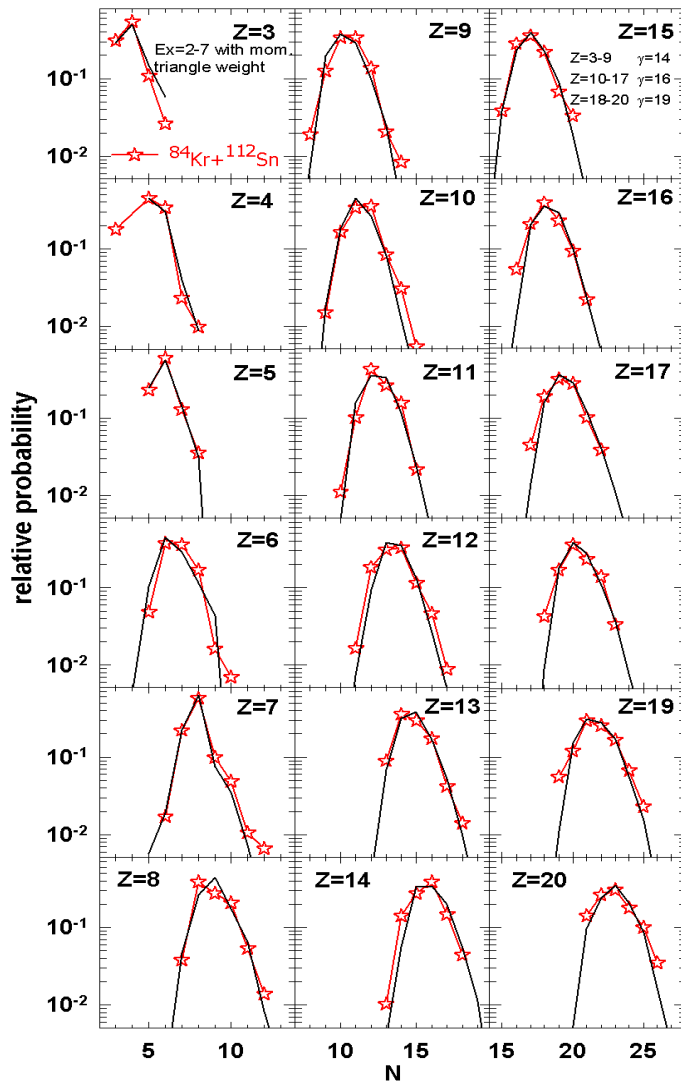 Z=3
Ex=2-7 with mom.
triangle weight
⁸⁴Kr+¹¹²Sn
Z=9
Z=15
Z=3-9 γ=14
Z=10-17 γ=16
Z=18-20 γ=19
10⁻¹
10⁻²
Z=4
Z=10
Z=16
10⁻¹
10⁻²
Z=5
Z=11
Z=17
10⁻¹
10⁻²
relative probability
Z=6
Z=12
10⁻¹
10⁻²
Z=7
Z=13
Z=19
10⁻¹
10⁻²
Z=8
Z=14
Z=20
10⁻¹
10⁻²
5 10 10 15 20 15 20 25
N